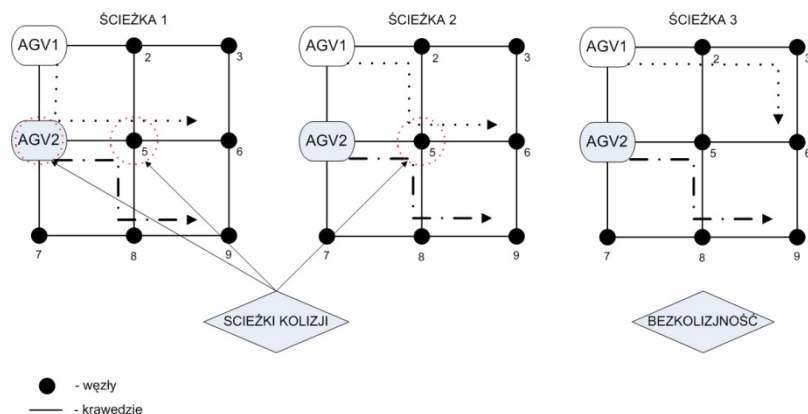 ŚCIEŻKA 1
ŚCIEŻKA 2
ŚCIEŻKA 3
AGV1
2
3
AGV1
2
3
AGV1
2
3
AGV2
5
6
AGV2
5
6
AGV2
5
6
7
8
9
7
8
9
7
8
9
SCIEŻKI KOLIZJI
BEZKOLIZJNOŚĆ
- węzły
- krawędzie